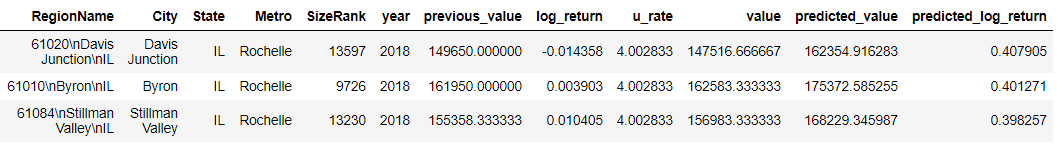 RegionName City State Metro SizeRank year previous_value log_return u_rate value predicted_value predicted_log_return
61020\nDavis Junction\nIL Davis Junction IL Rochelle 13597 2018 149650.000000 -0.014358 4.002833 147516.666667 162354.916283 0.407905
61010\nByron\nIL Byron IL Rochelle 9726 2018 161950.000000 0.003903 4.002833 162583.333333 175372.585255 0.401271
61084\nStillman Valley\nIL Stillman Valley IL Rochelle 13230 2018 155358.333333 0.010405 4.002833 156983.333333 168229.345987 0.398257